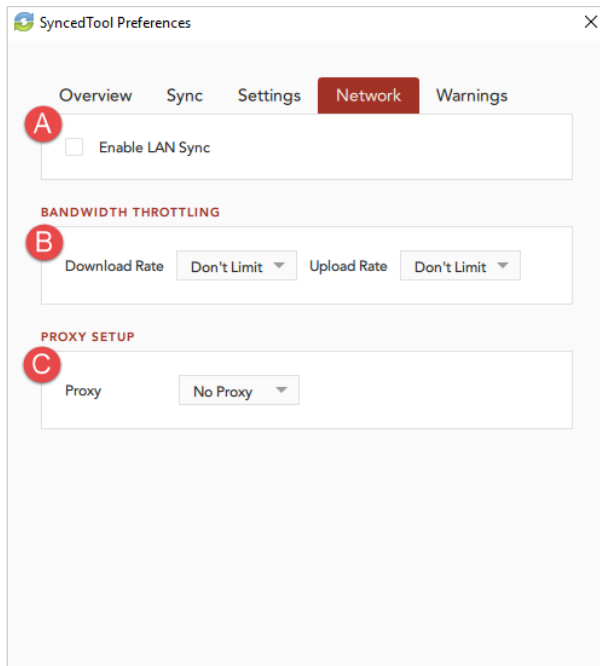 SyncedTool Preferences
Overview Sync Settings Network Warnings
A
Enable LAN Sync
BANDWIDTH THROTTLING
B
Download Rate Don't Limit Upload Rate Don't Limit
PROXY SETUP
C
Proxy No Proxy